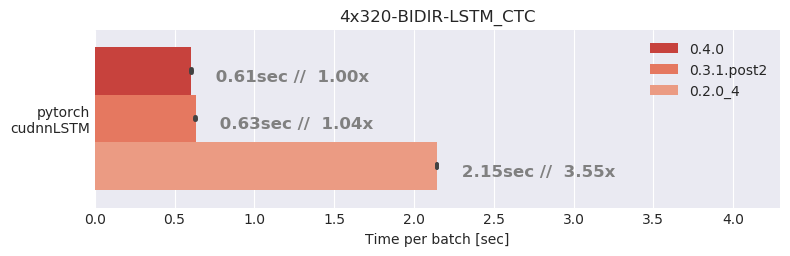 4x320-BIDIR-LSTM_CTC
0.4.0
0.3.1.post2
0.2.0_4
0.61sec // 1.00x
0.63sec // 1.04x
2.15sec // 3.55x
pytorch
cudnnLSTM
0.0 0.5 1.0 1.5 2.0 2.5 3.0 3.5 4.0
Time per batch [sec]